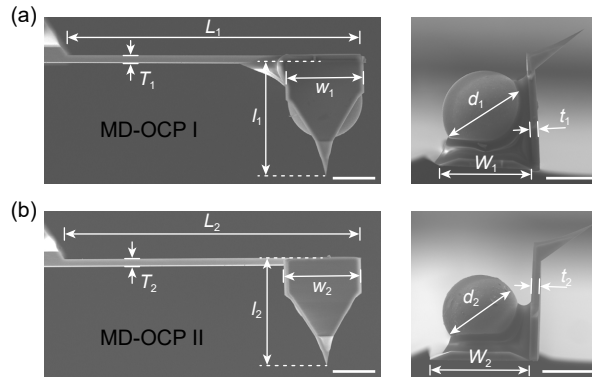 (a)
L1
T1
l1
w1
MD-OCP I
d1
t1
W1
(b)
L2
T2
l2
w2
MD-OCP II
d2
t2
W2